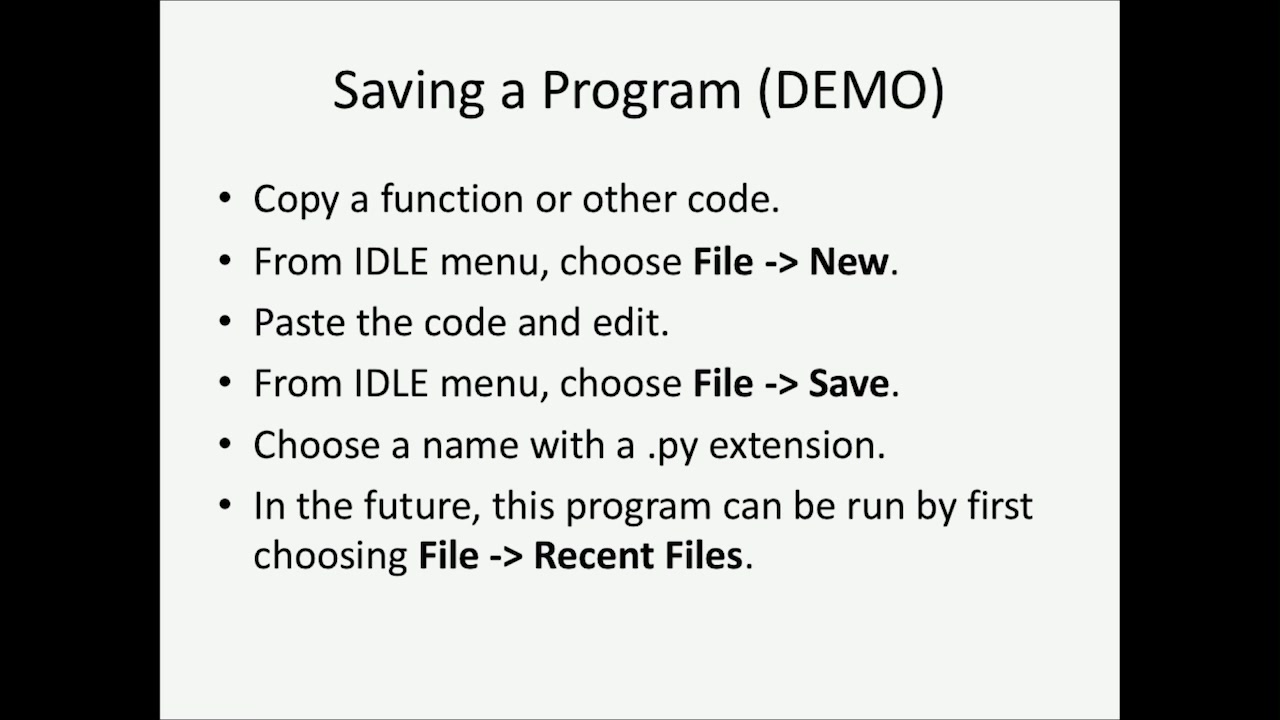 Saving a Program (DEMO)
• Copy a function or other code.
• From IDLE menu, choose File -> New.
• Paste the code and edit.
• From IDLE menu, choose File -> Save.
• Choose a name with a .py extension.
• In the future, this program can be run by first
choosing File -> Recent Files.